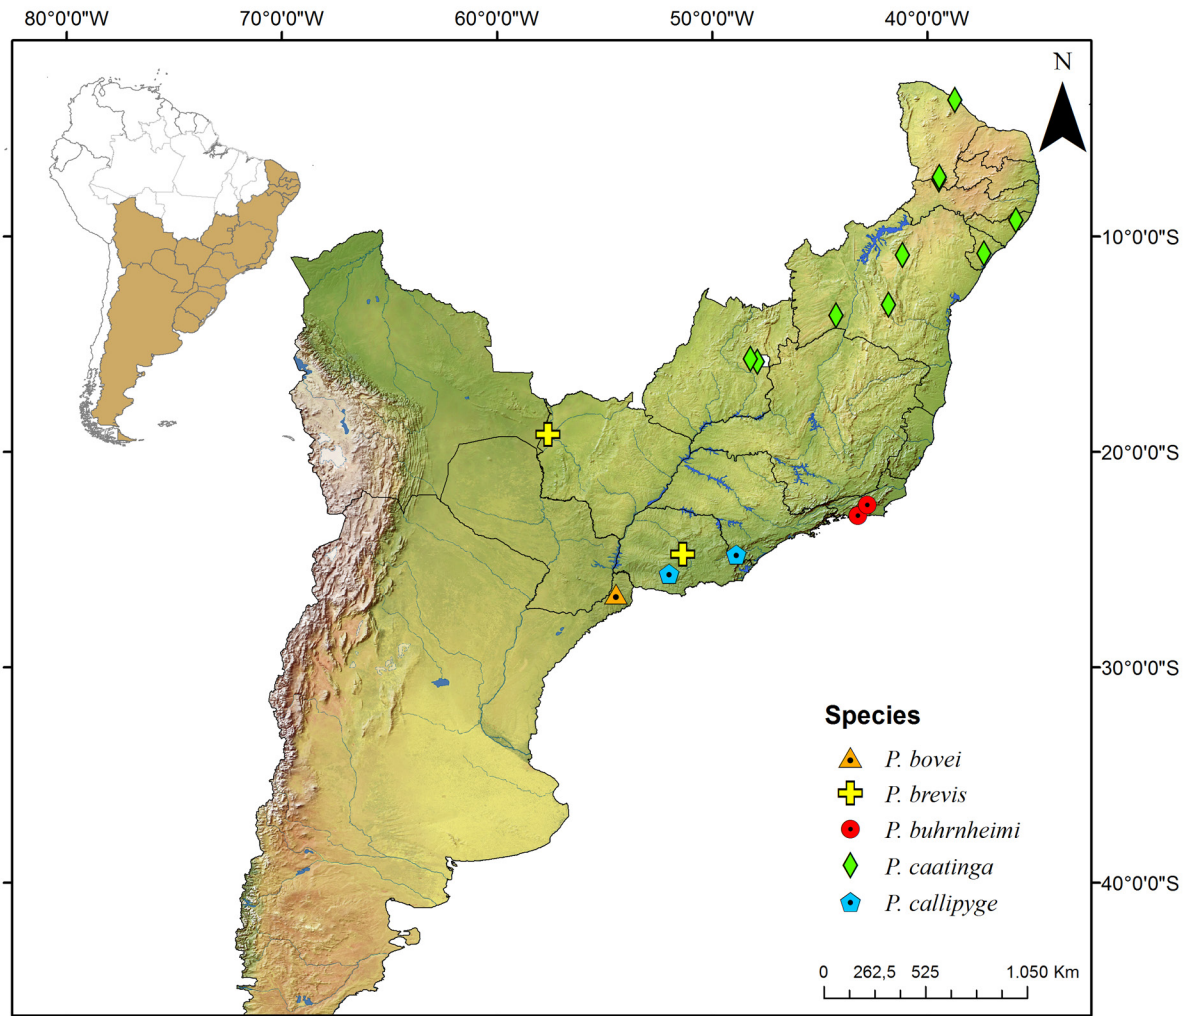 80°0'0"W 70°0'0"W 60°0'0"W 50°0'0"W 40°0'0"W
N
10°0'0"S
20°0'0"S
30°0'0"S
Species
P. bovei
P. brevis
P. buhrnheimi
P. caatinga
40°0'0"S
P. callipyge
0 262,5 525 1.050 Km